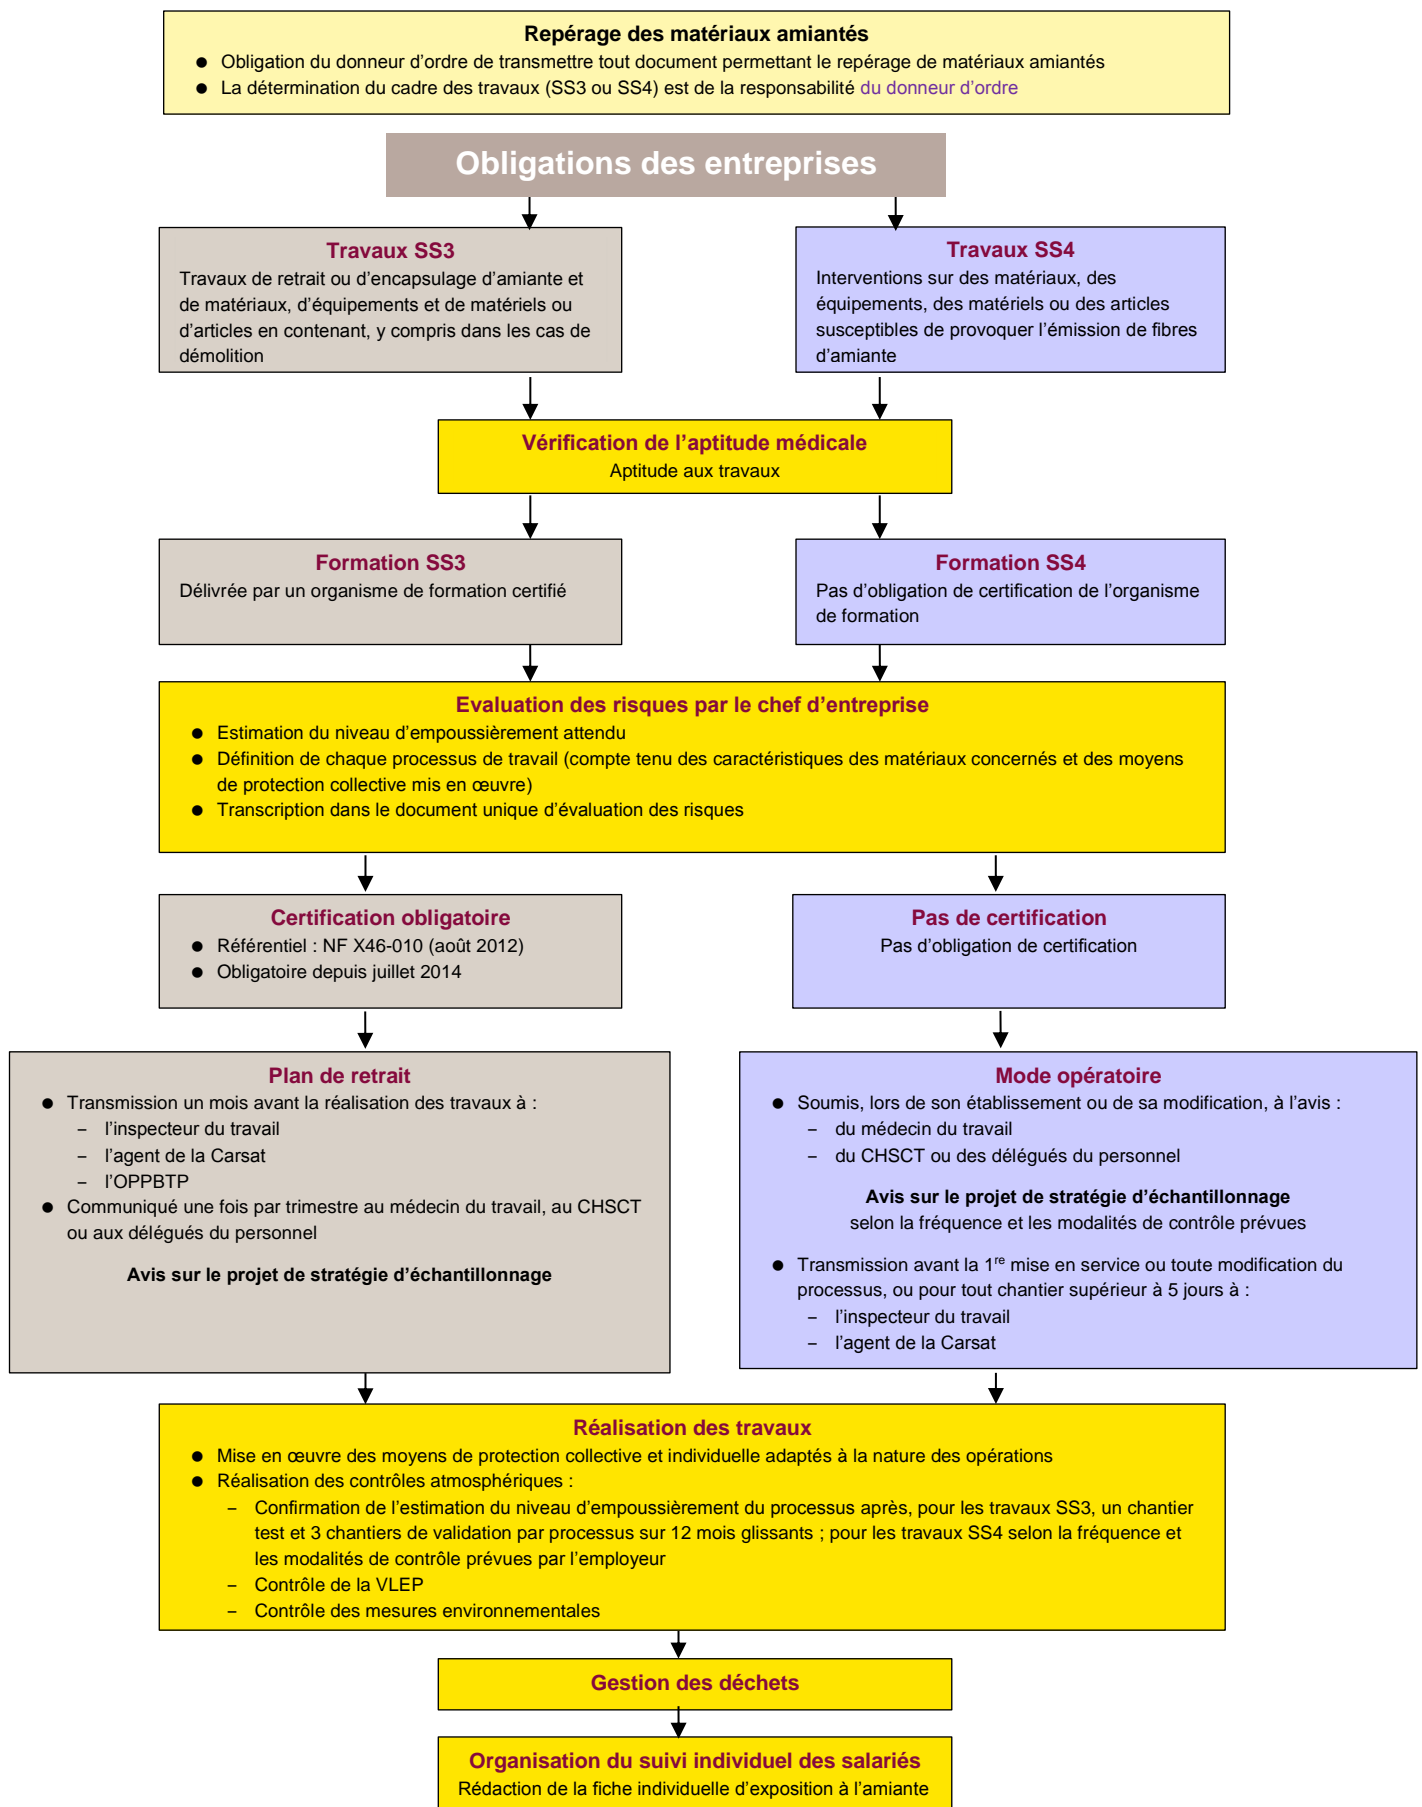 Repérage des matériaux amiantés
● Obligation du donneur d’ordre de transmettre tout document permettant le repérage de matériaux amiantés
● La détermination du cadre des travaux (SS3 ou SS4) est de la responsabilité du donneur d’ordre
Obligations des entreprises
Travaux SS3
Travaux de retrait ou d’encapsulage d’amiante et
de matériaux, d’équipements et de matériels ou
d’articles en contenant, y compris dans les cas de
démolition
Travaux SS4
Interventions sur des matériaux, des
équipements, des matériels ou des articles
susceptibles de provoquer l’émission de fibres
d’amiante
Vérification de l’aptitude médicale
Aptitude aux travaux
Formation SS3
Délivrée par un organisme de formation certifié
Formation SS4
Pas d’obligation de certification de l’organisme
de formation
Evaluation des risques par le chef d’entreprise
● Estimation du niveau d’empoussièrement attendu
● Définition de chaque processus de travail (compte tenu des caractéristiques des matériaux concernés et des moyens
de protection collective mis en œuvre)
● Transcription dans le document unique d’évaluation des risques
Certification obligatoire
● Référentiel : NF X46-010 (août 2012)
● Obligatoire depuis juillet 2014
Pas de certification
Pas d’obligation de certification
Plan de retrait
● Transmission un mois avant la réalisation des travaux à :
– l’inspecteur du travail
– l’agent de la Carsat
– l’OPPBTP
● Communiqué une fois par trimestre au médecin du travail, au CHSCT
ou aux délégués du personnel
Avis sur le projet de stratégie d’échantillonnage
Mode opératoire
● Soumis, lors de son établissement ou de sa modification, à l’avis :
– du médecin du travail
– du CHSCT ou des délégués du personnel
Avis sur le projet de stratégie d’échantillonnage
selon la fréquence et les modalités de contrôle prévues
● Transmission avant la 1re mise en service ou toute modification du
processus, ou pour tout chantier supérieur à 5 jours à :
– l’inspecteur du travail
– l’agent de la Carsat
Réalisation des travaux
● Mise en œuvre des moyens de protection collective et individuelle adaptés à la nature des opérations
● Réalisation des contrôles atmosphériques :
– Confirmation de l’estimation du niveau d’empoussièrement du processus après, pour les travaux SS3, un chantier
test et 3 chantiers de validation par processus sur 12 mois glissants ; pour les travaux SS4 selon la fréquence et
les modalités de contrôle prévues par l’employeur
– Contrôle de la VLEP
– Contrôle des mesures environnementales
Gestion des déchets
Organisation du suivi individuel des salariés
Rédaction de la fiche individuelle d’exposition à l’amiante